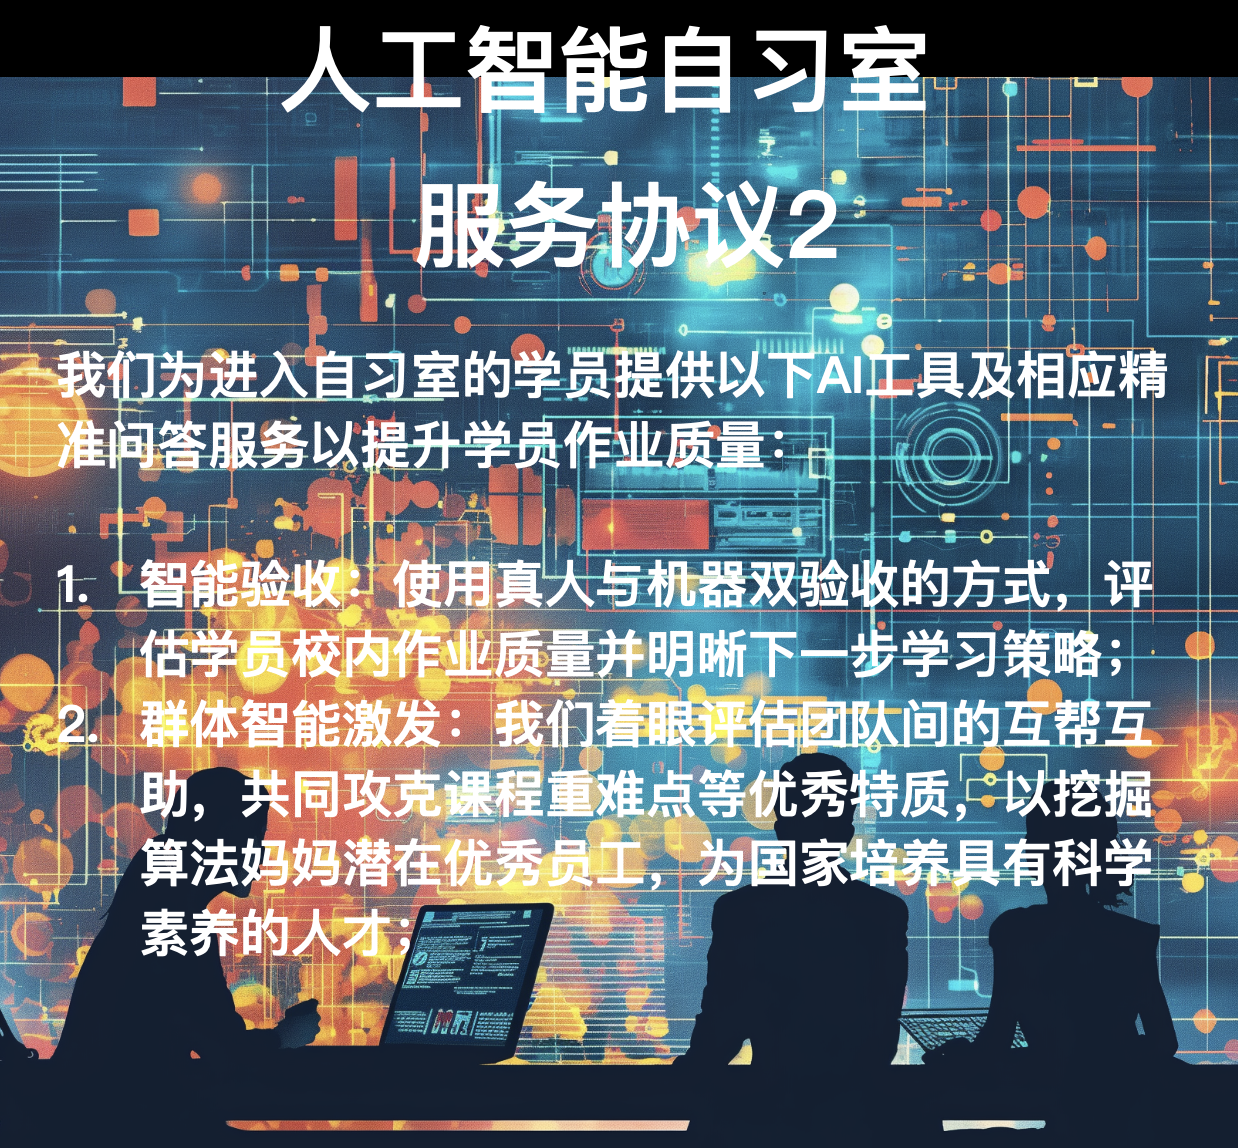 人工智能自习室
服务协议2
我们为进入自习室的学员提供以下AI工具及相应精
准问答服务以提升学员作业质量：
1. 智能验收：使用真人与机器双验收的方式，评
估学员校内作业质量并明晰下一步学习策略；
2. 群体智能激发：我们着眼评估团队间的互帮互
助，共同攻克课程重难点等优秀特质，以挖掘
算法妈妈潜在优秀员工，为国家培养具有科学
素养的人才；